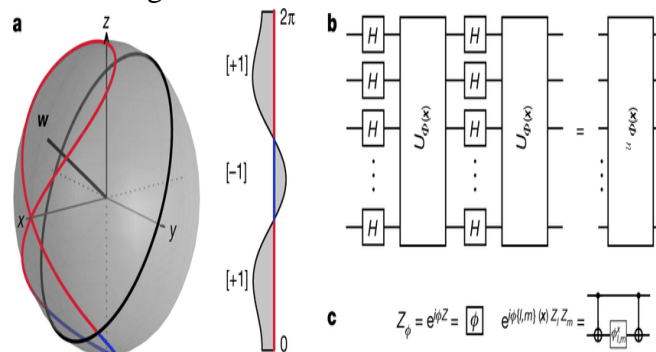 a
z
w
x
y
2π
[+1]
[-1]
[+1]
0
b
H H
H H
H H
H H
U_Φ(x) U_Φ(x)
=
c
Z_ϕ = e^{iϕZ} = ϕ
e^{iϕ{l,m}(x) Z_l Z_m} =